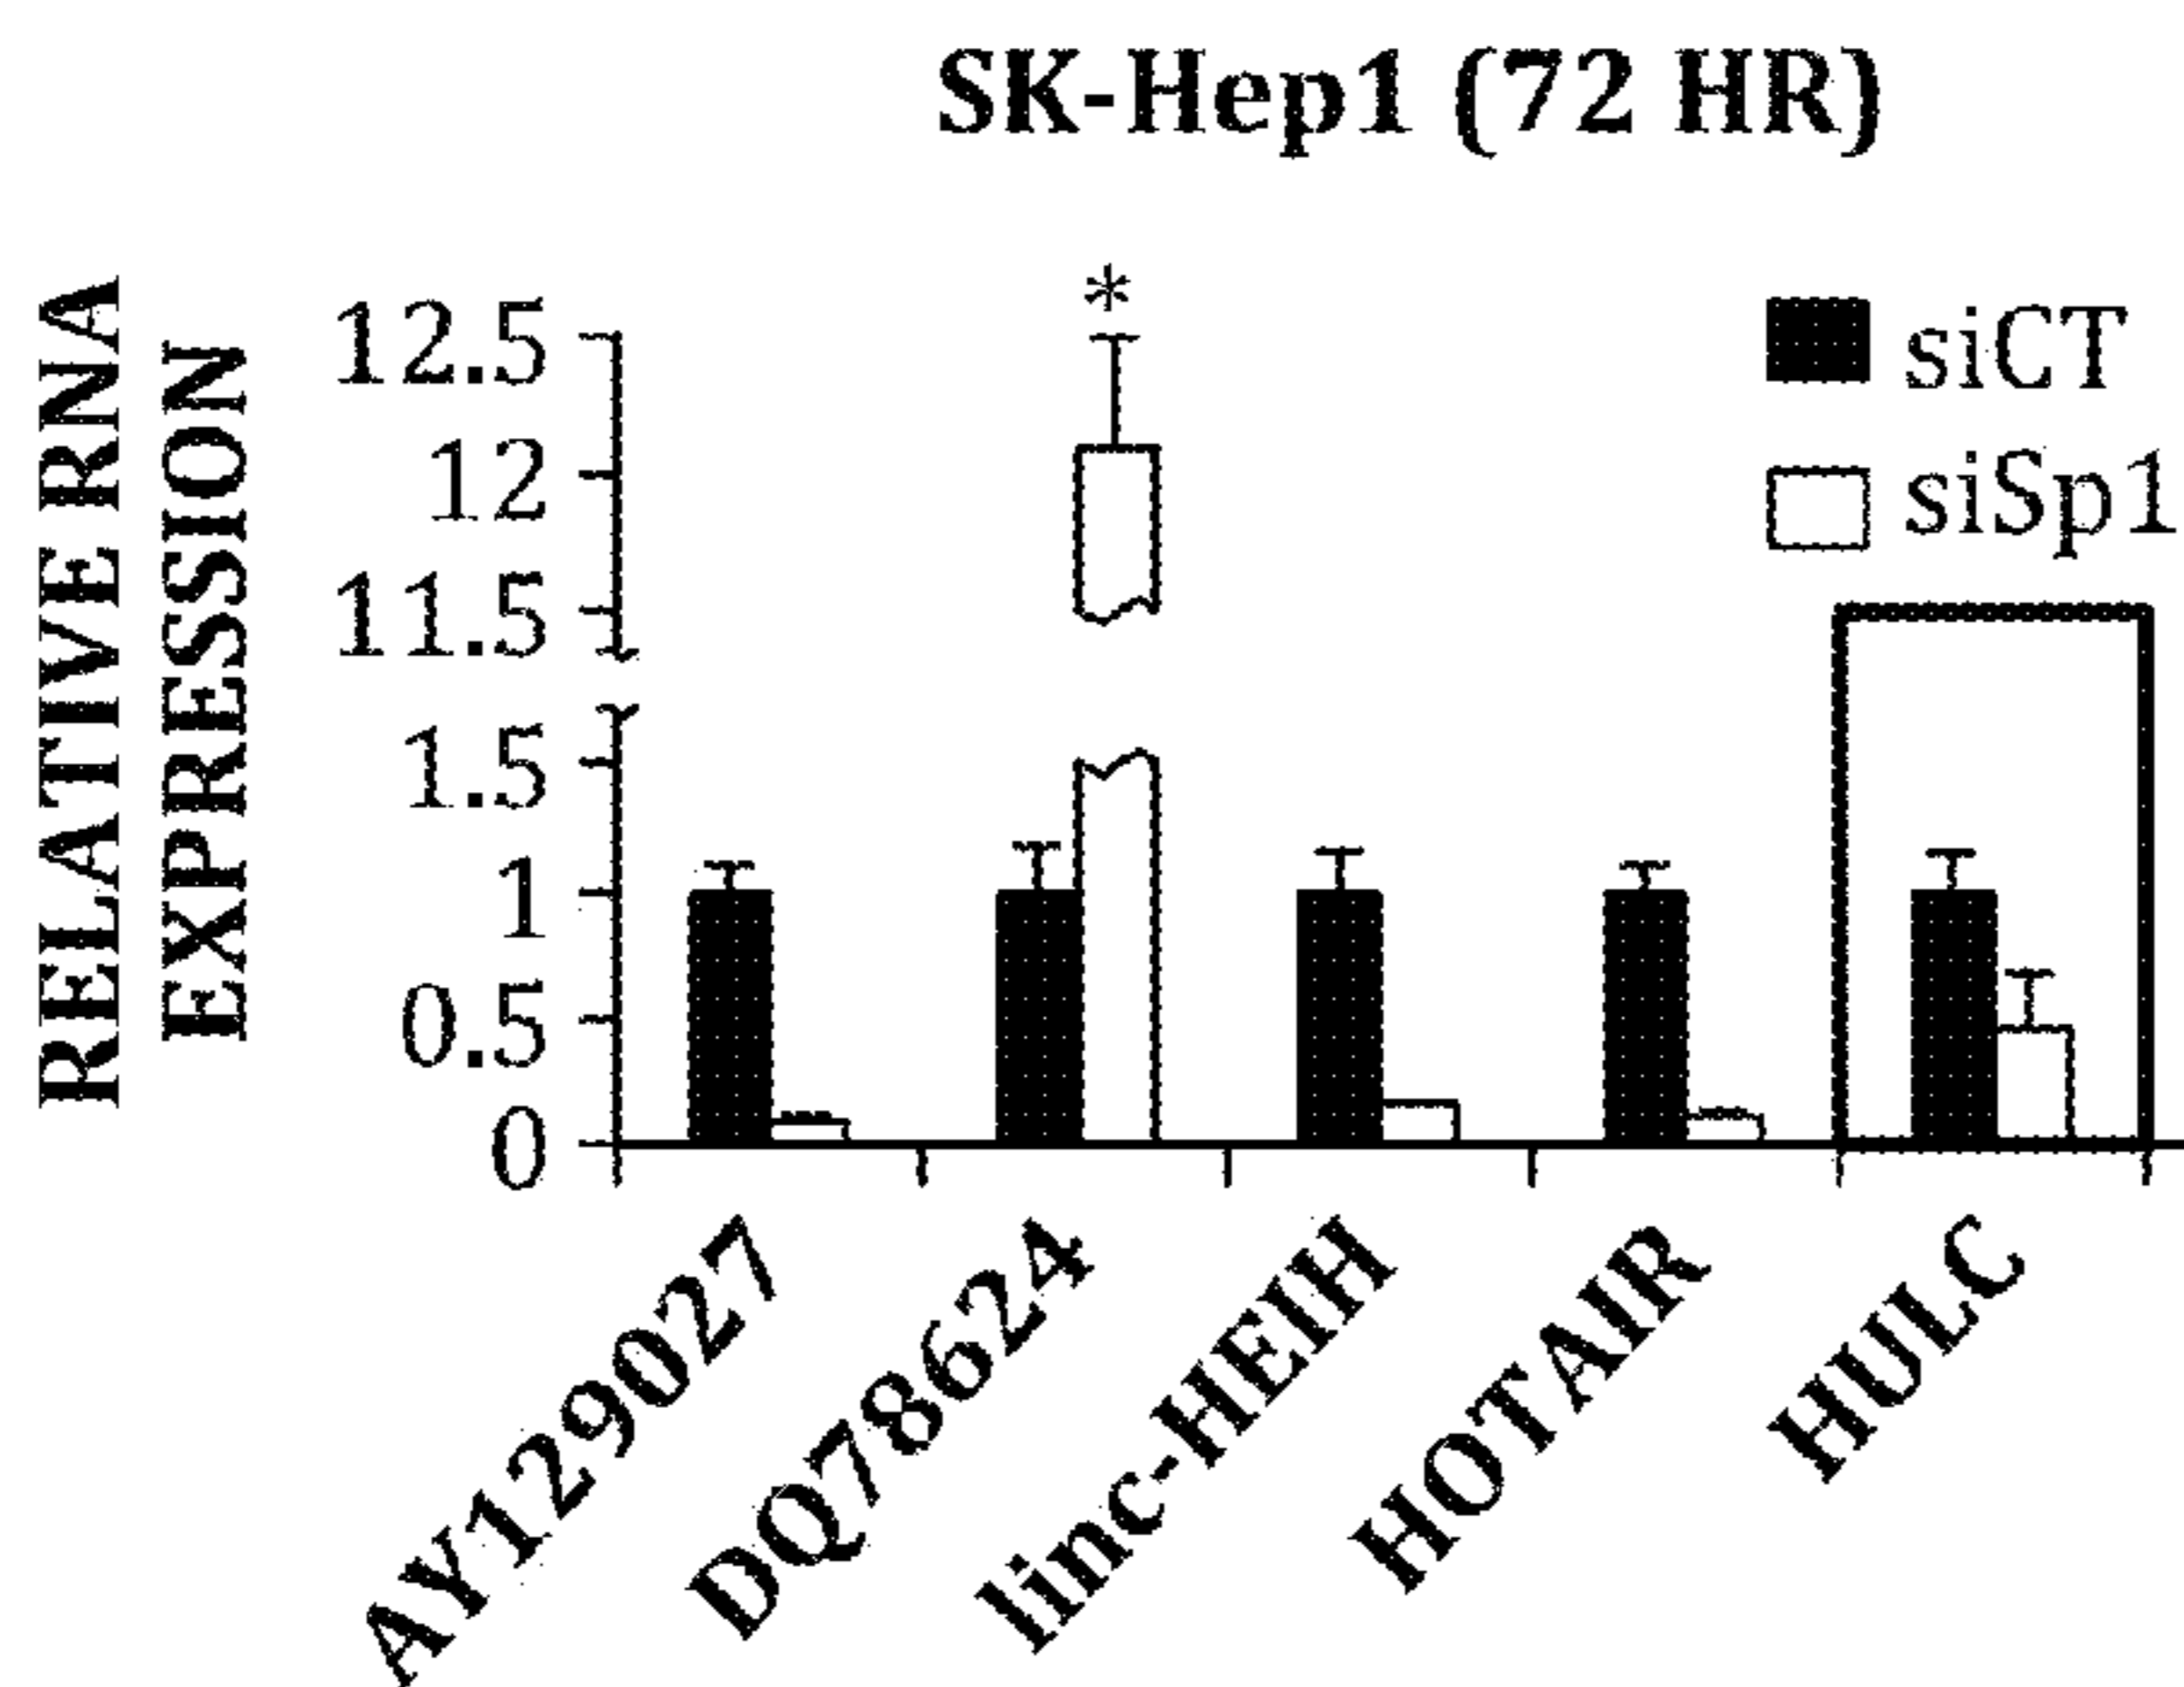 SK-Hep1 (72 HR)
RELATIVE RNA
EXPRESSION
12.5
12
11.5
1.5
1
0.5
0
*
siCT
siSp1
AY129027
DQ78624
linc-HEIH
HOTAIR
HULC